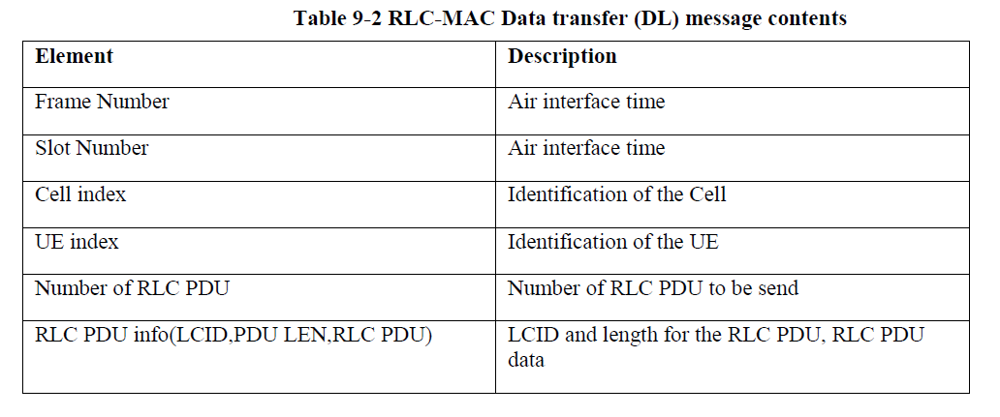 Table 9-2 RLC-MAC Data transfer (DL) message contents
Element Description
Frame Number Air interface time
Slot Number Air interface time
Cell index Identification of the Cell
UE index Identification of the UE
Number of RLC PDU Number of RLC PDU to be send
RLC PDU info(LCID,PDU LEN,RLC PDU) LCID and length for the RLC PDU, RLC PDU
data